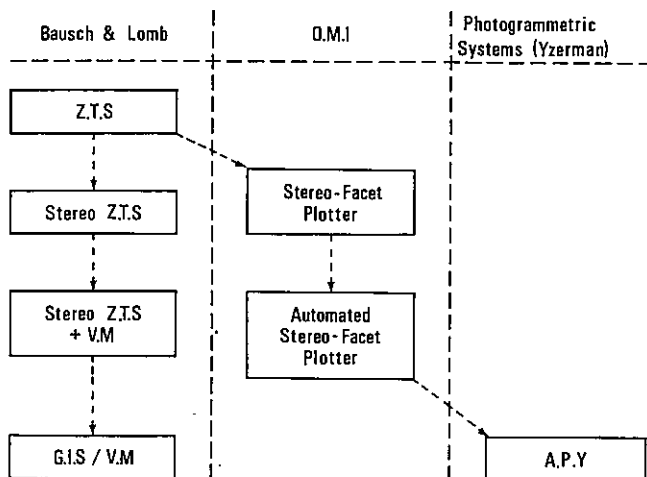 Bausch & Lomb
O.M.I
Photogrammetric
Systems (Yzerman)
Z.T.S
Stereo Z.T.S
Stereo-Facet
Plotter
Stereo Z.T.S
+ V.M
Automated
Stereo-Facet
Plotter
G.I.S / V.M
A.P.Y